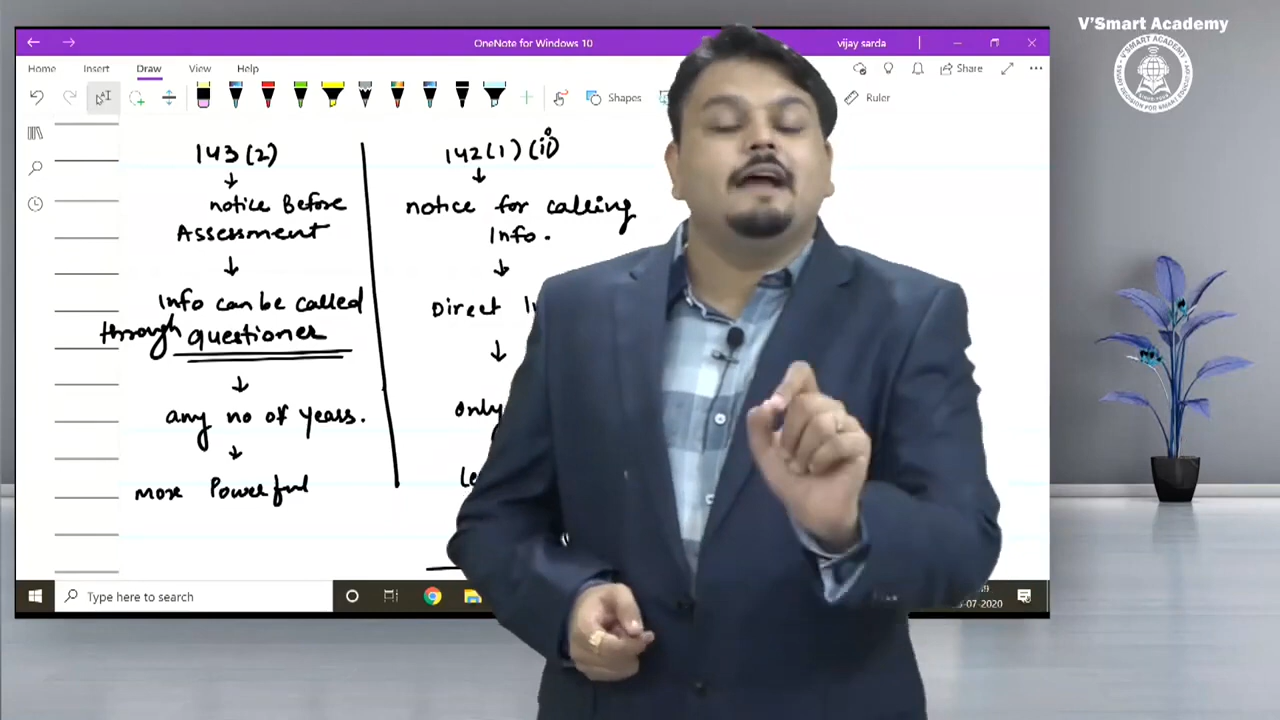 V'Smart Academy
OneNote for Windows 10
vijay sarda
Home Insert Draw View Help
Share
Shapes
Ruler
143(2)
notice Before
Assessment
Info can be called
through questioner
any no of years.
More Powerful
142(1)(ii)
notice for calling
Info.
Direct
only
Type here to search
-07-2020